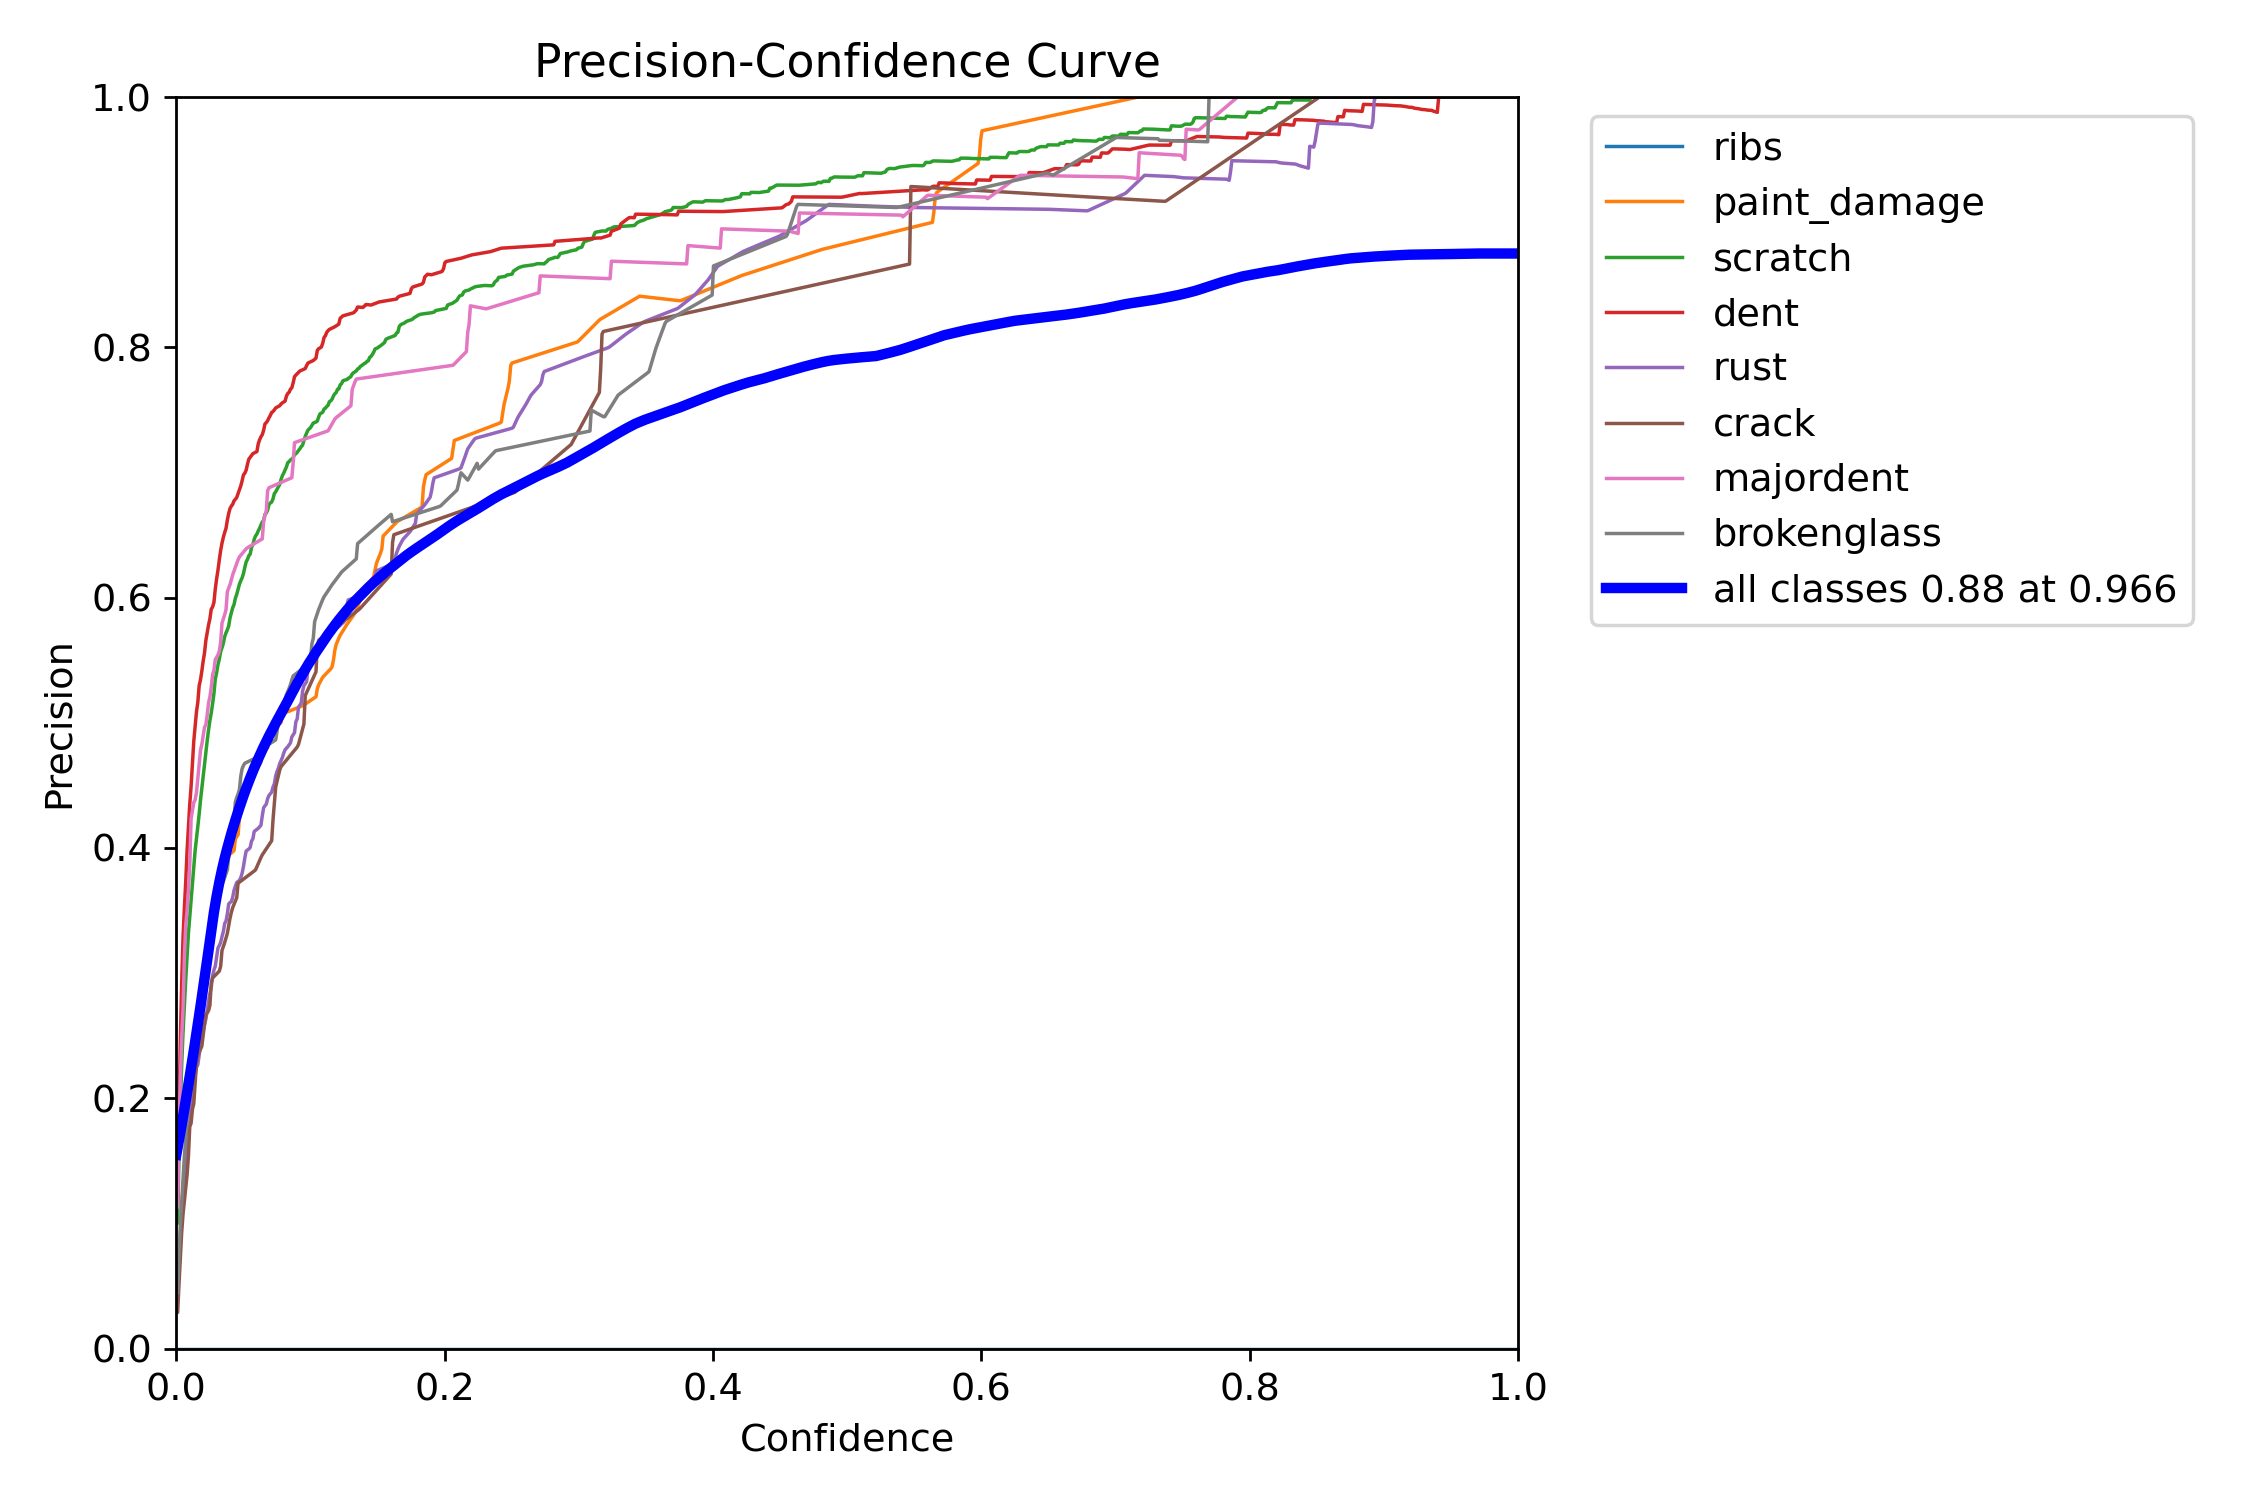 Precision-Confidence Curve
1.0
0.8
0.6
0.4
0.2
0.0
Precision
0.0 0.2 0.4 0.6 0.8 1.0
Confidence
ribs
paint_damage
scratch
dent
rust
crack
majordent
brokenglass
all classes 0.88 at 0.966